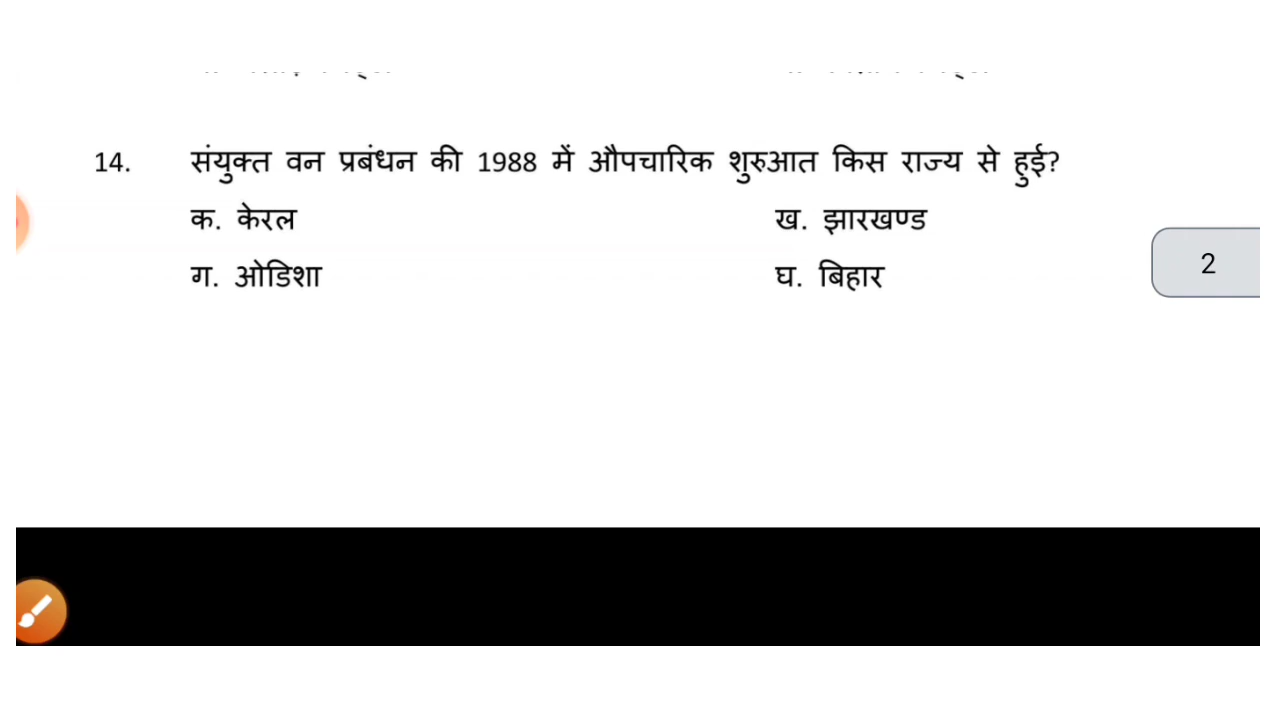 14. संयुक्त वन प्रबंधन की 1988 में औपचारिक शुरुआत किस राज्य से हुई?
क. केरल ख. झारखण्ड
2
ग. ओडिशा घ. बिहार